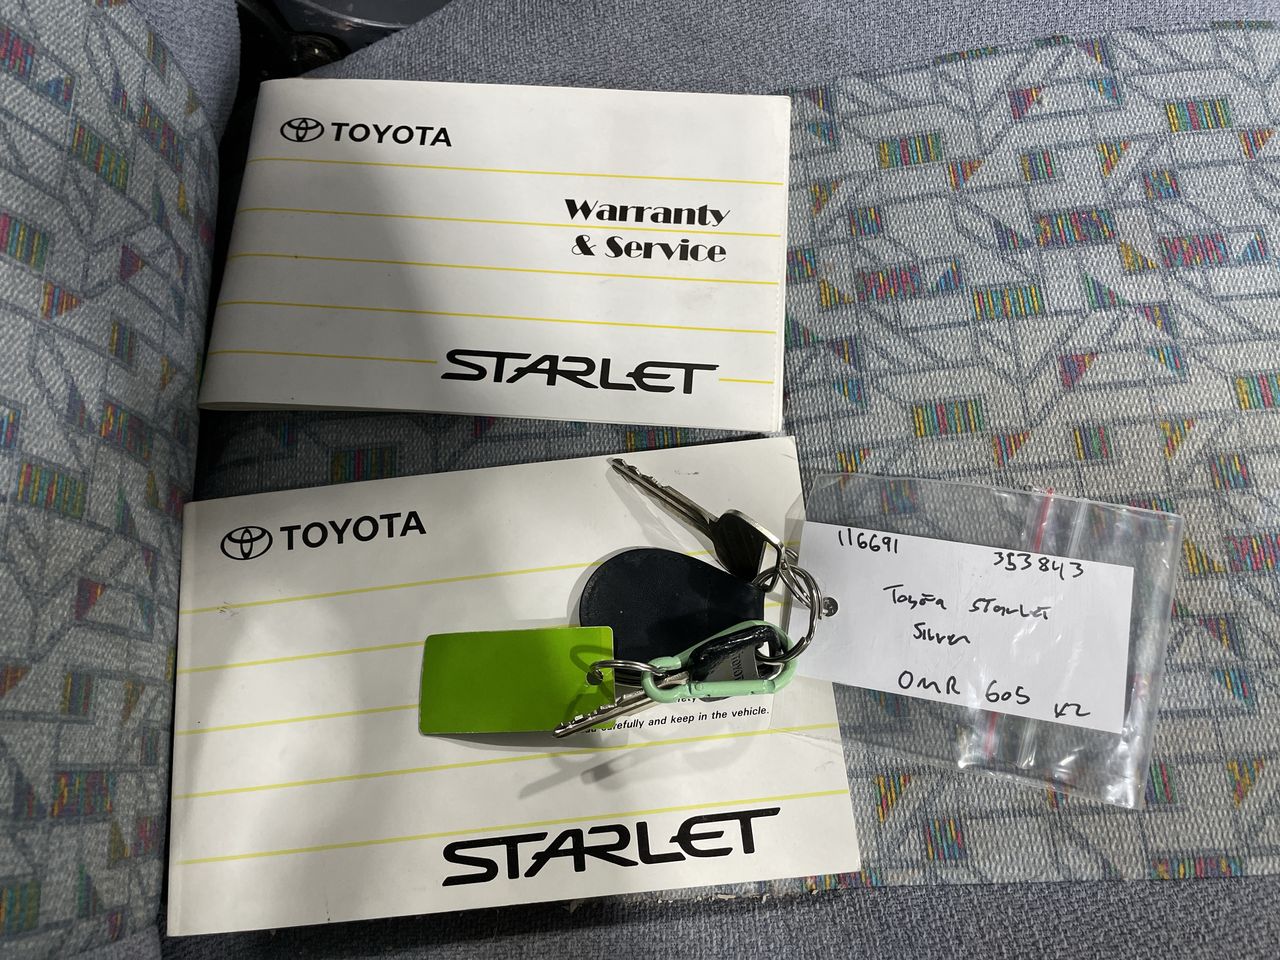 TOYOTA
Warranty
& Service
STARLET
TOYOTA
carefully and keep in the vehicle.
STARLET
TOYOTA
116691
353843
Toyota STarLET
Silver
OMR 605